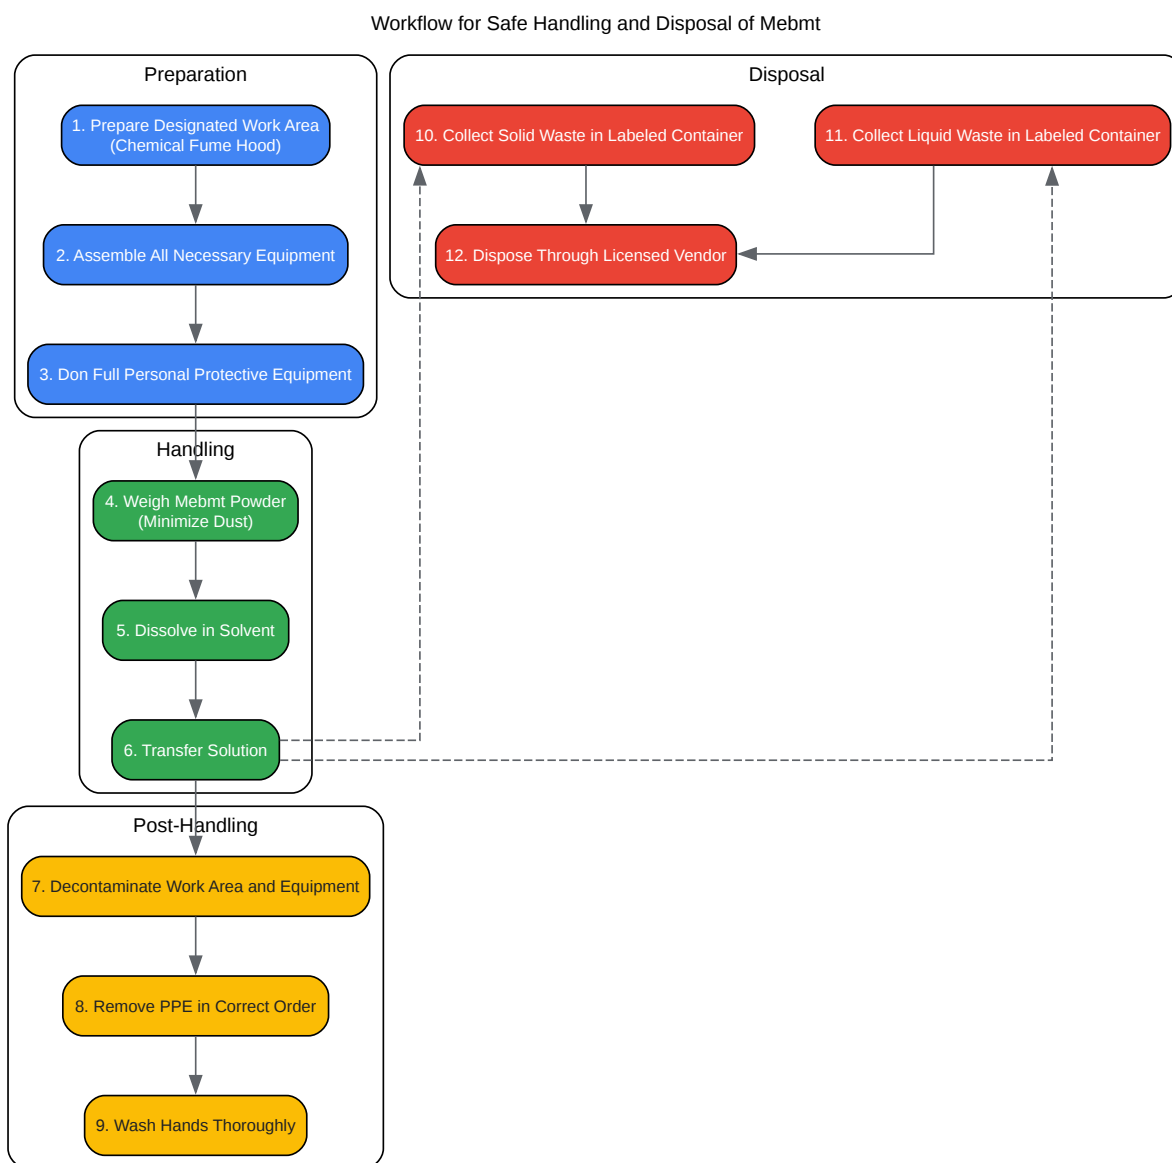 Workflow for Safe Handling and Disposal of Mebmt
Preparation
1. Prepare Designated Work Area
(Chemical Fume Hood)
2. Assemble All Necessary Equipment
3. Don Full Personal Protective Equipment
Handling
4. Weigh Mebmt Powder
(Minimize Dust)
5. Dissolve in Solvent
6. Transfer Solution
Post-Handling
7. Decontaminate Work Area and Equipment
8. Remove PPE in Correct Order
9. Wash Hands Thoroughly
Disposal
10. Collect Solid Waste in Labeled Container
11. Collect Liquid Waste in Labeled Container
12. Dispose Through Licensed Vendor